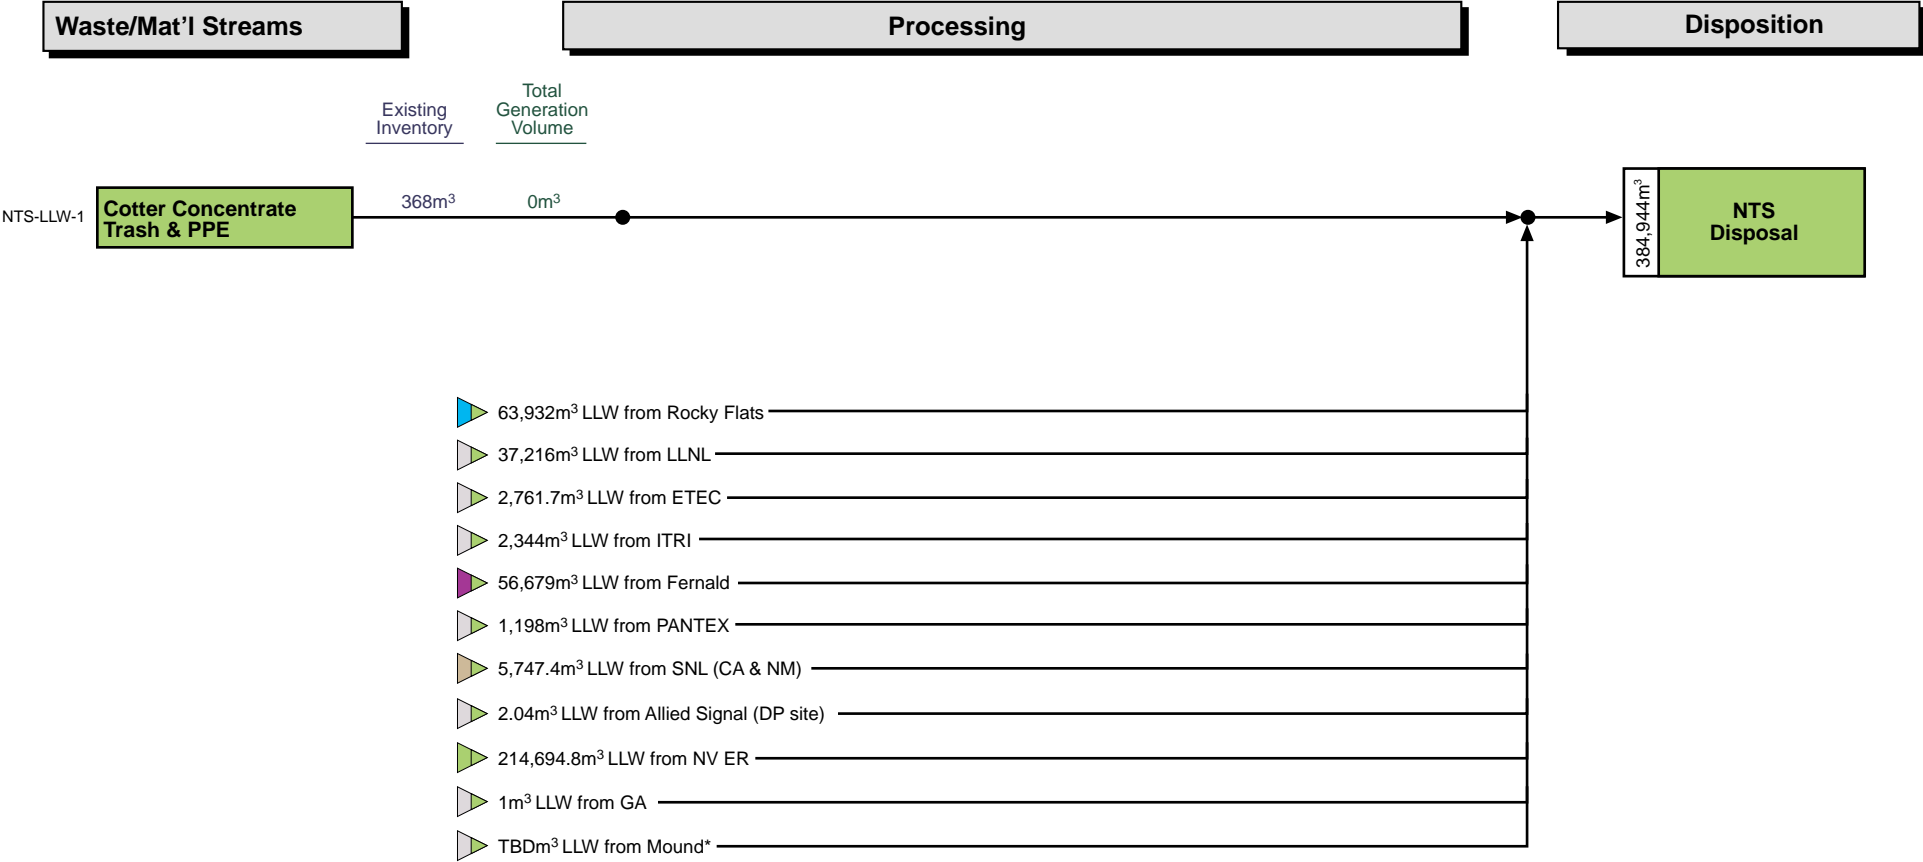 Waste/Mat'l Streams
Processing
Disposition
Existing
Inventory
Total
Generation
Volume
NTS-LLW-1
Cotter Concentrate
Trash & PPE
368m³
0m³
384,944m³
NTS
Disposal
63,932m³ LLW from Rocky Flats
37,216m³ LLW from LLNL
2,761.7m³ LLW from ETEC
2,344m³ LLW from ITRI
56,679m³ LLW from Fernald
1,198m³ LLW from PANTEX
5,747.4m³ LLW from SNL (CA & NM)
2.04m³ LLW from Allied Signal (DP site)
214,694.8m³ LLW from NV ER
1m³ LLW from GA
TBDm³ LLW from Mound*